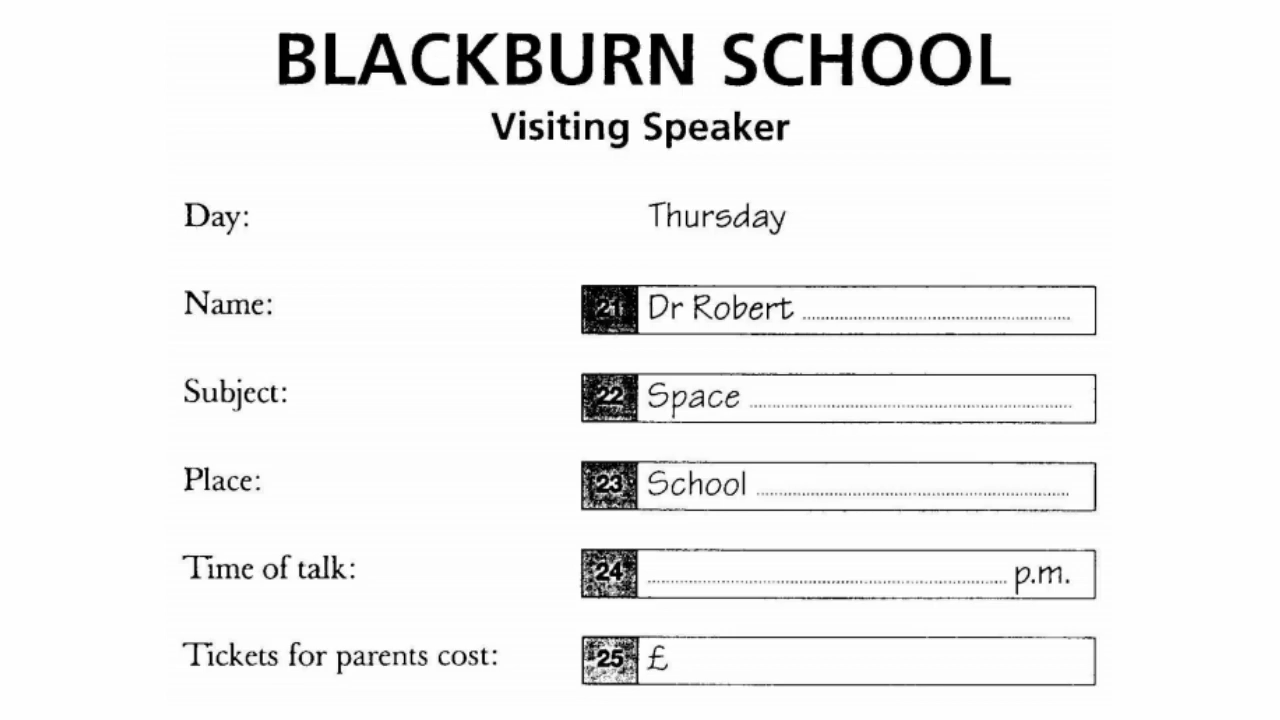 BLACKBURN SCHOOL
Visiting Speaker
Day: Thursday
Name: 21 Dr Robert ........................................
Subject: 22 Space ........................................
Place: 23 School ........................................
Time of talk: 24 ........................................ p.m.
Tickets for parents cost: 25 £